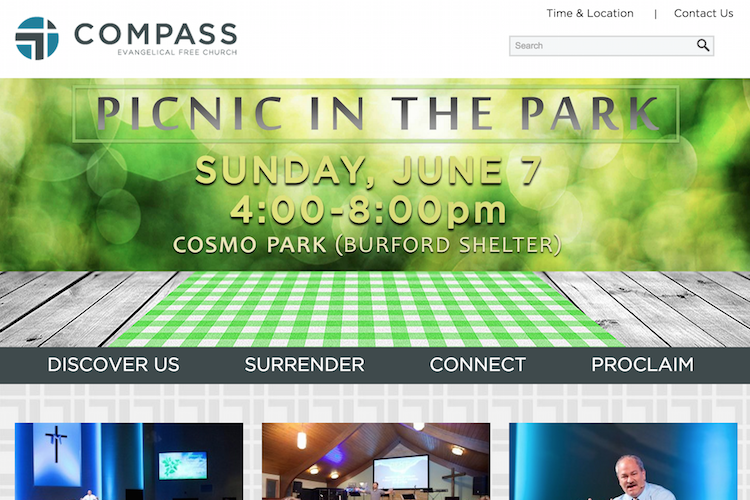 Time & Location | Contact Us
COMPASS
EVANGELICAL FREE CHURCH
Search
PICNIC IN THE PARK
SUNDAY, JUNE 7
4:00-8:00pm
COSMO PARK (BURFORD SHELTER)
DISCOVER US SURRENDER CONNECT PROCLAIM